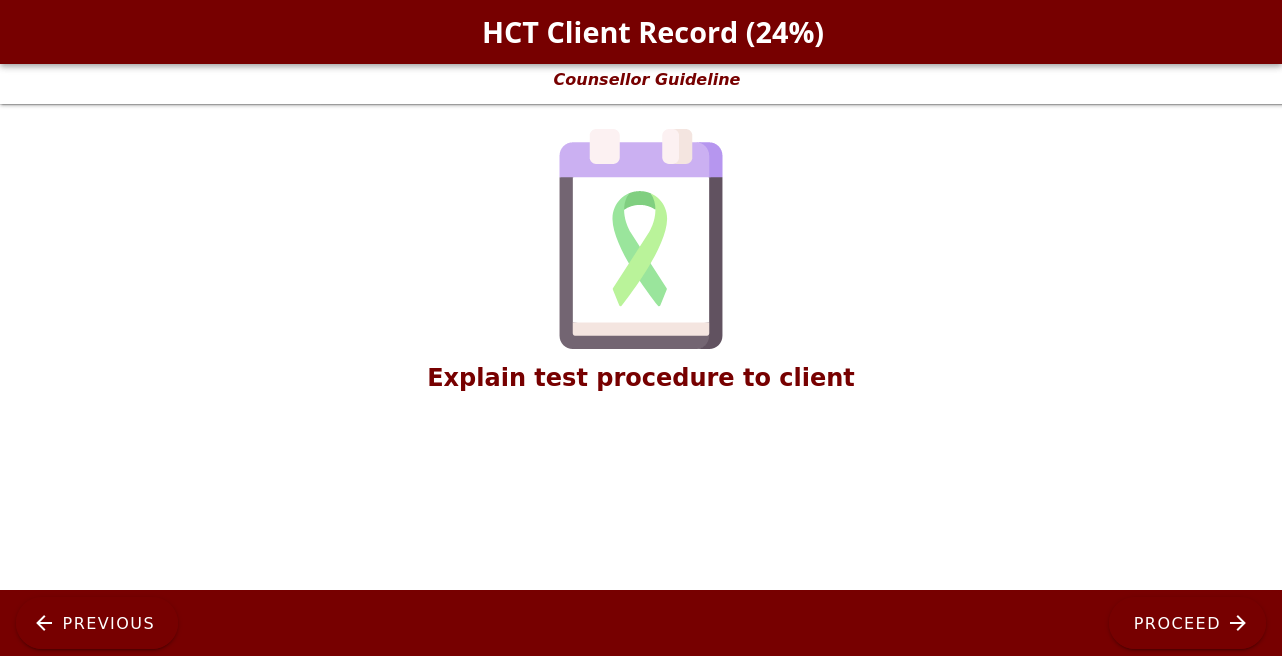 HCT Client Record (24%)
Counsellor Guideline
Explain test procedure to client
PREVIOUS
PROCEED